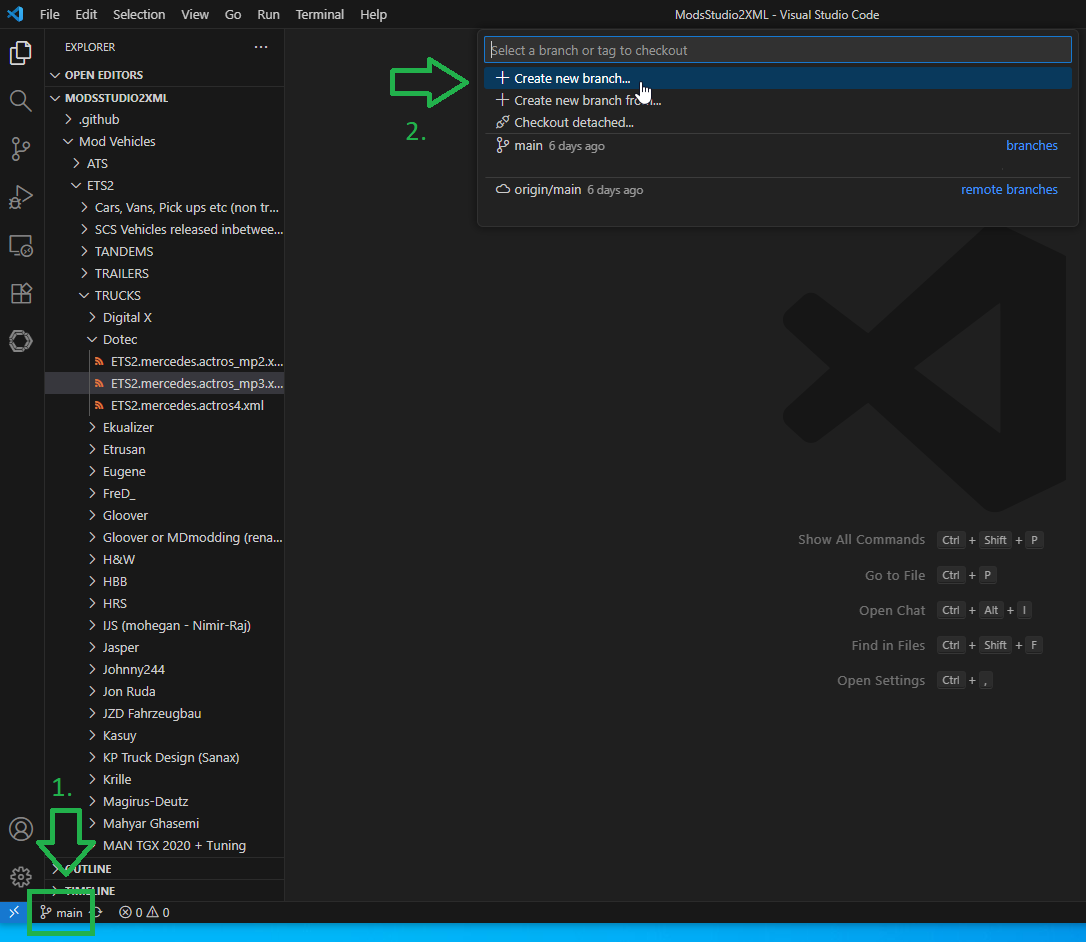 File Edit Selection View Go Run Terminal Help
ModsStudio2XML - Visual Studio Code
EXPLORER
OPEN EDITORS
MODSSTUDIO2XML
.github
Mod Vehicles
ATS
ETS2
Cars, Vans, Pick ups etc (non tr...
SCS Vehicles released inbetwee...
TANDEMS
TRAILERS
TRUCKS
Digital X
Dotec
ETS2.mercedes.actros_mp2.x...
ETS2.mercedes.actros_mp3.x...
ETS2.mercedes.actros4.xml
Ekualizer
Etrusan
Eugene
FreD_
Gloover
Gloover or MDmodding (rena...
H&W
HBB
HRS
IJS (mohegan - Nimir-Raj)
Jasper
Johnny244
Jon Ruda
JZD Fahrzeugbau
Kasuy
KP Truck Design (Sanax)
Krille
Magirus-Deutz
Mahyar Ghasemi
MAN TGX 2020 + Tuning
OUTLINE
TIMELINE
1.
main
0 0
2.
Select a branch or tag to checkout
Create new branch...
Create new branch from...
Checkout detached...
main 6 days ago branches
origin/main 6 days ago remote branches
Show All Commands Ctrl + Shift + P
Go to File Ctrl + P
Open Chat Ctrl + Alt + I
Find in Files Ctrl + Shift + F
Open Settings Ctrl + ,